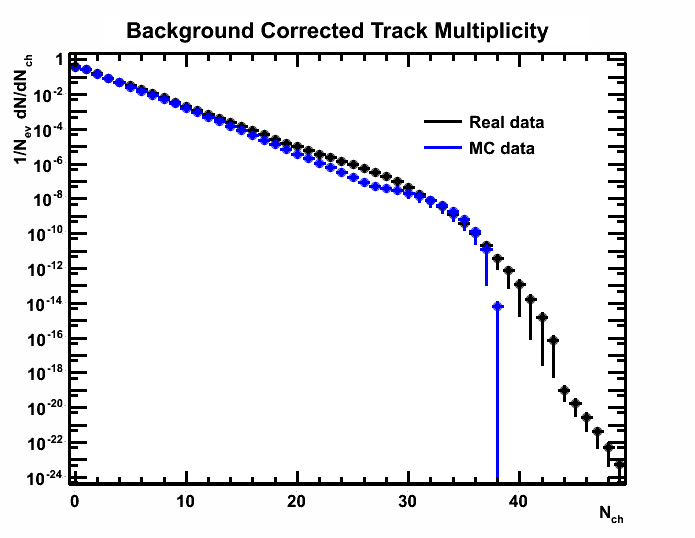 Background Corrected Track Multiplicity
1/N_ev dN/dN_ch
1
10^-2
10^-4
10^-6
10^-8
10^-10
10^-12
10^-14
10^-16
10^-18
10^-20
10^-22
10^-24
Real data
MC data
0 10 20 30 40
N_ch